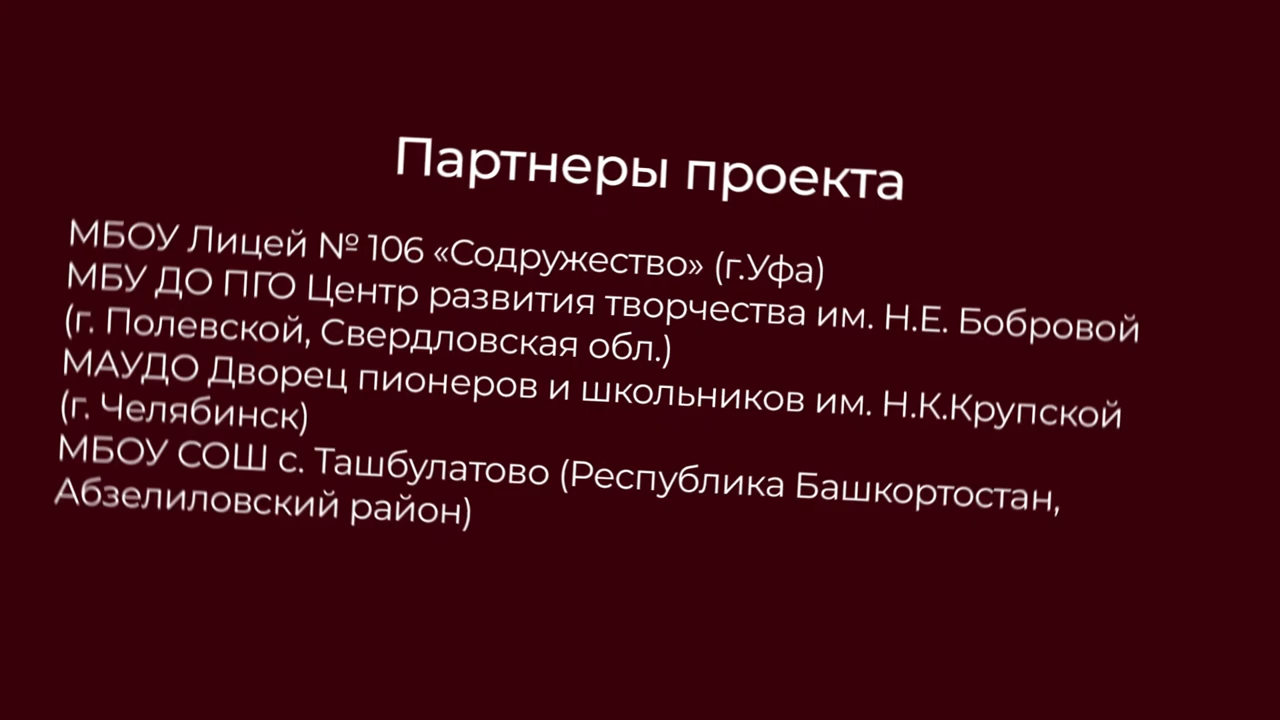 Партнеры проекта
МБОУ Лицей № 106 «Содружество» (г.Уфа)
МБУ ДО ПГО Центр развития творчества им. Н.Е. Бобровой
(г. Полевской, Свердловская обл.)
МАУДО Дворец пионеров и школьников им. Н.К.Крупской
(г. Челябинск)
МБОУ СОШ с. Ташбулатово (Республика Башкортостан,
Абзелиловский район)